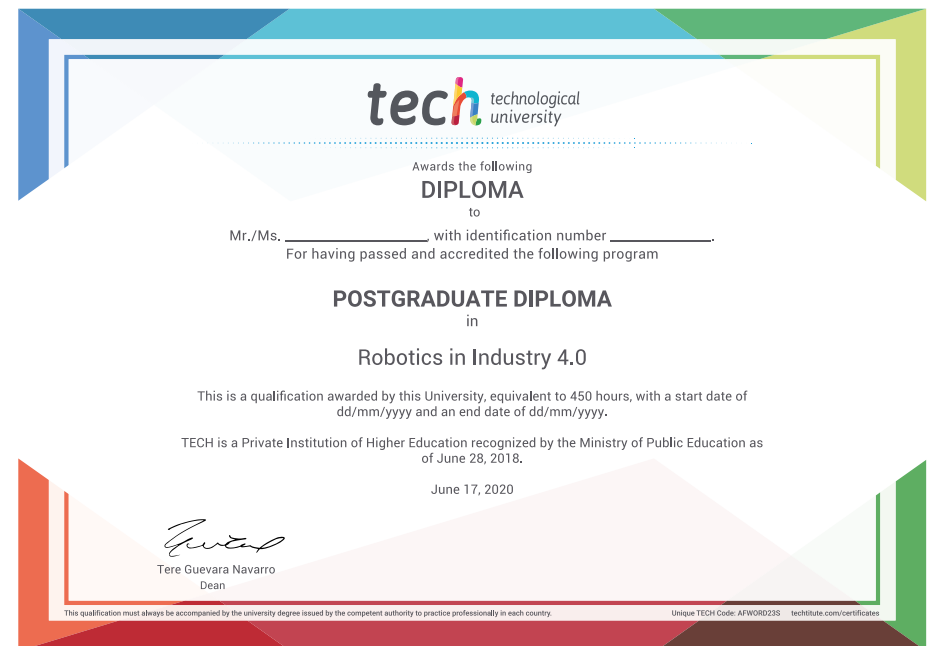 tech technological
university
Awards the following
DIPLOMA
to
Mr./Ms. ____________________, with identification number ______________.
For having passed and accredited the following program
POSTGRADUATE DIPLOMA
in
Robotics in Industry 4.0
This is a qualification awarded by this University, equivalent to 450 hours, with a start date of
dd/mm/yyyy and an end date of dd/mm/yyyy.
TECH is a Private Institution of Higher Education recognized by the Ministry of Public Education as
of June 28, 2018.
June 17, 2020
Tere Guevara Navarro
Dean
This qualification must always be accompanied by the university degree issued by the competent authority to practice professionally in each country. Unique TECH Code: AFWORD23S techtitute.com/certificates